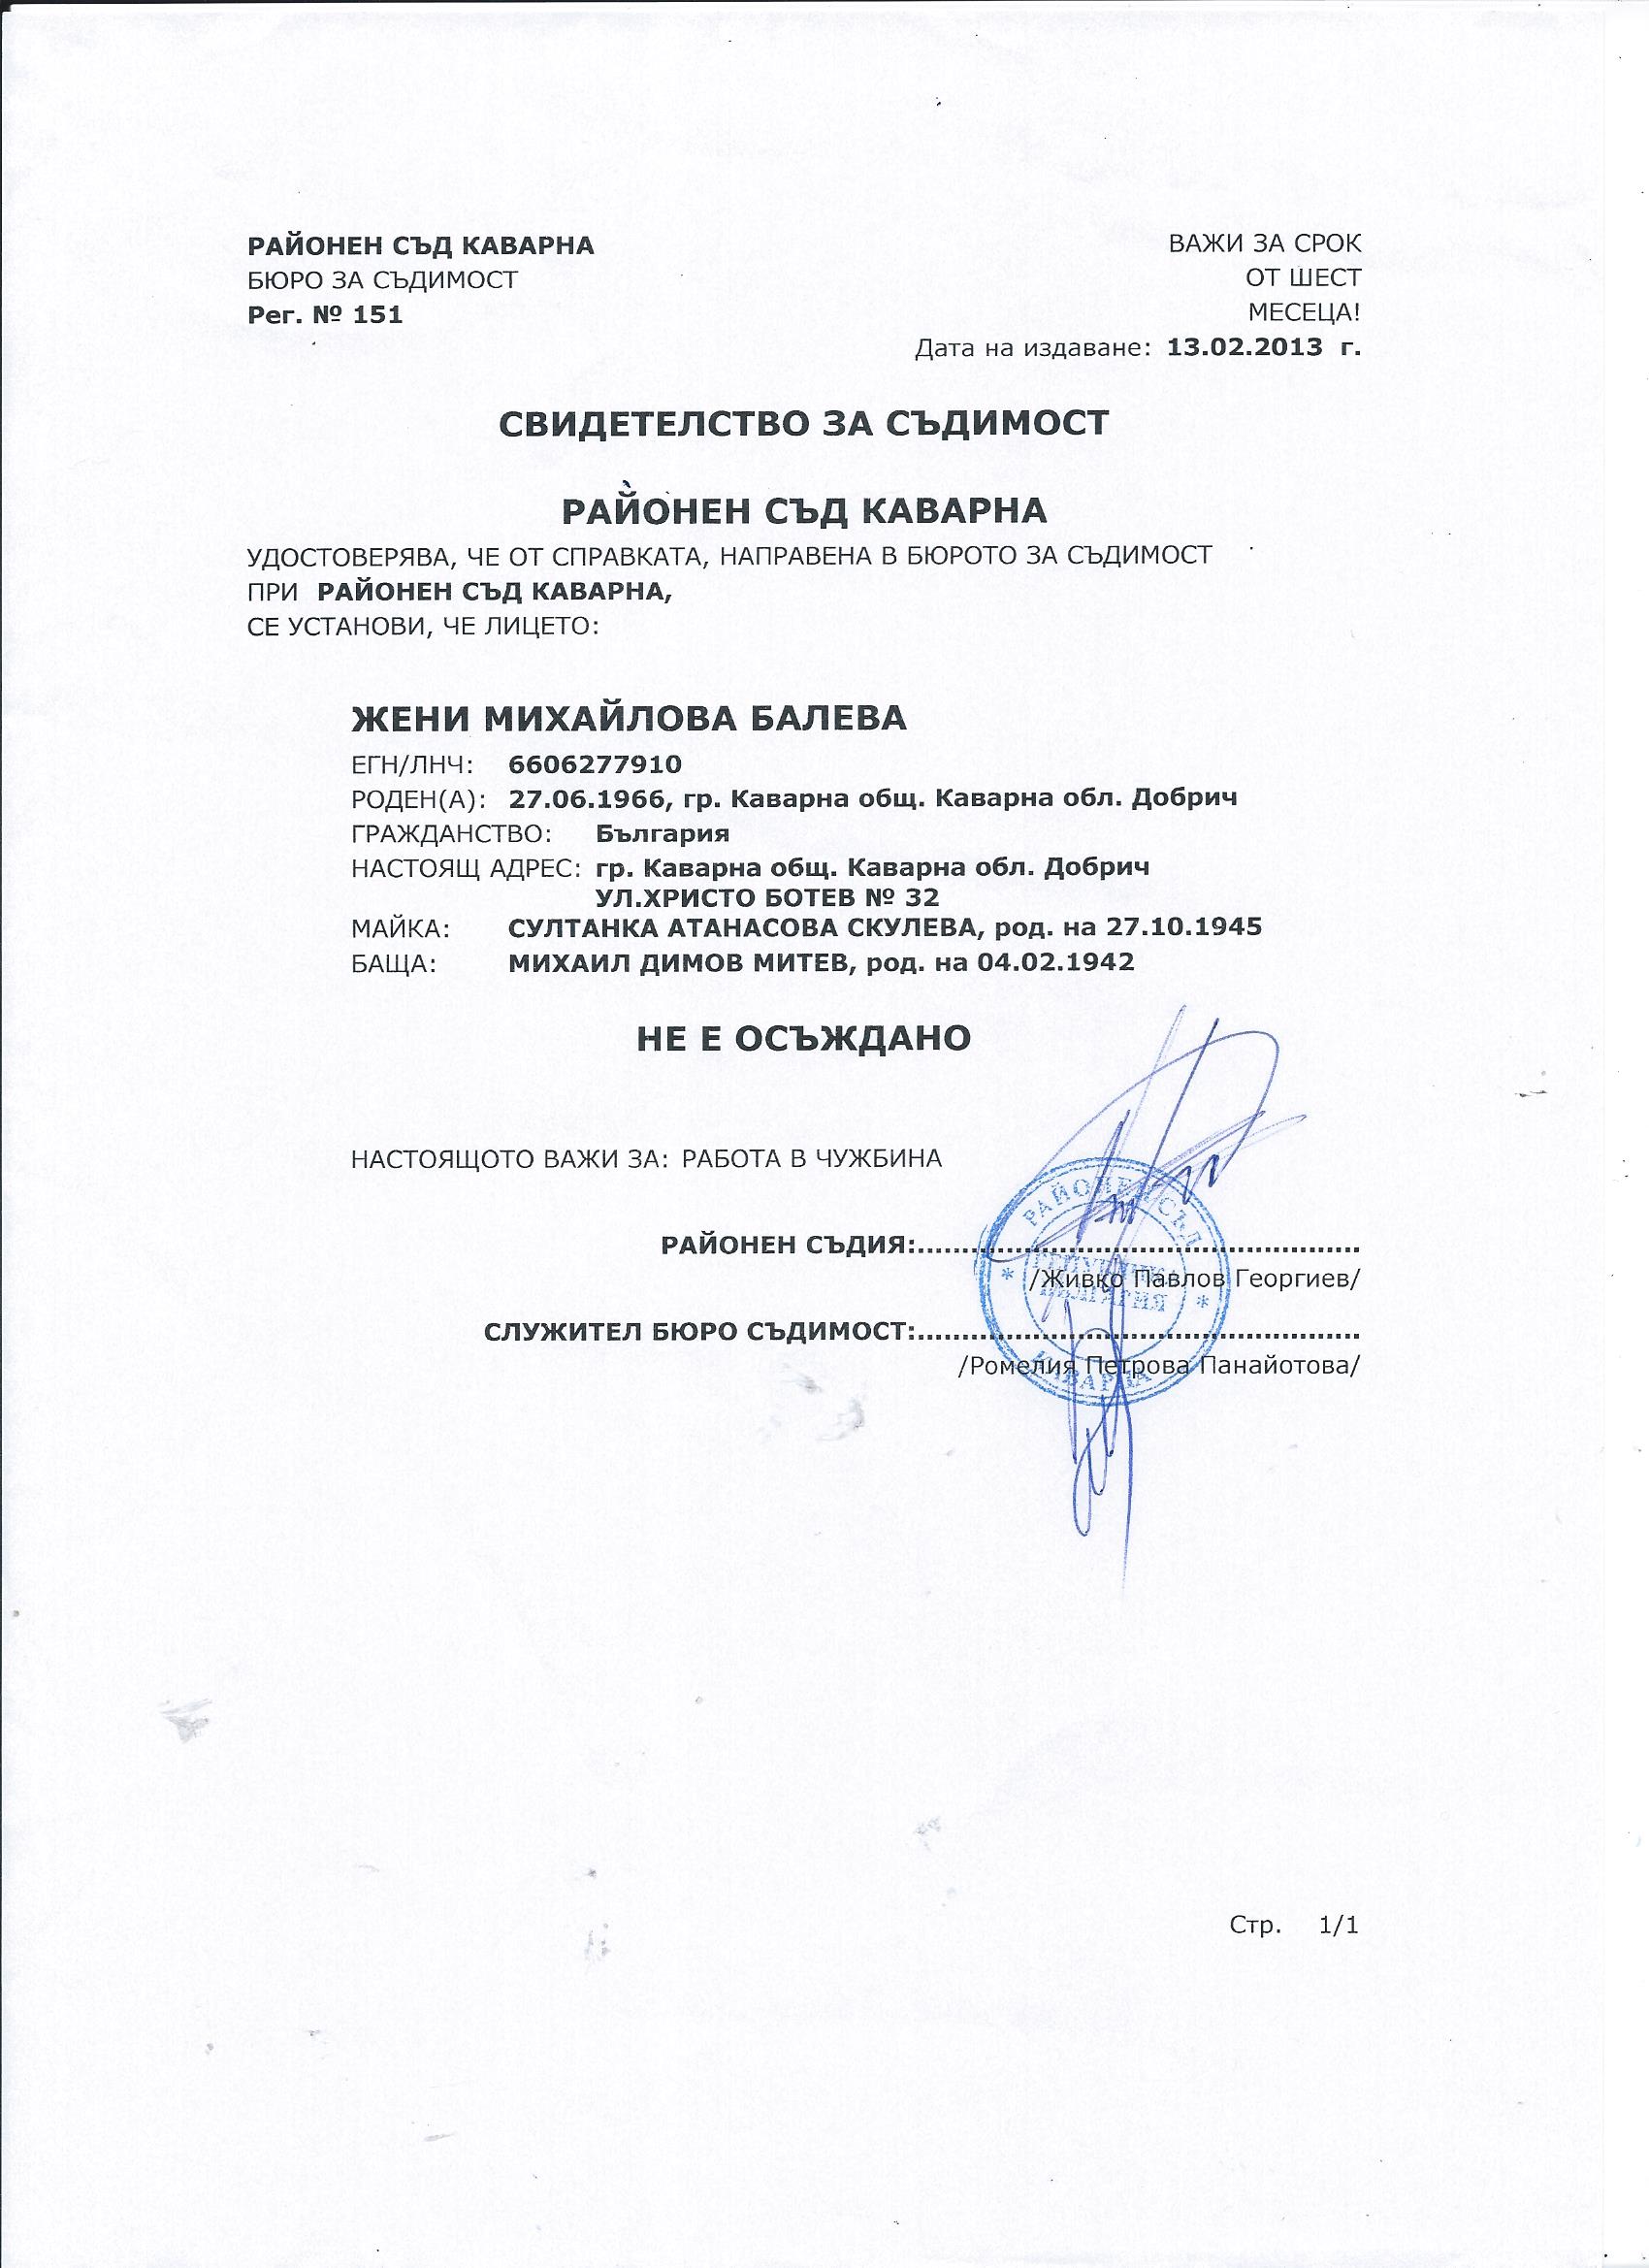 РАЙОНЕН СЪД КАВАРНА
БЮРО ЗА СЪДИМОСТ
Рег. № 151
ВАЖИ ЗА СРОК
ОТ ШЕСТ
МЕСЕЦА!
Дата на издаване: 13.02.2013 г.
СВИДЕТЕЛСТВО ЗА СЪДИМОСТ
РАЙОНЕН СЪД КАВАРНА
УДОСТОВЕРЯВА, ЧЕ ОТ СПРАВКАТА, НАПРАВЕНА В БЮРОТО ЗА СЪДИМОСТ
ПРИ РАЙОНЕН СЪД КАВАРНА,
СЕ УСТАНОВИ, ЧЕ ЛИЦЕТО:
ЖЕНИ МИХАЙЛОВА БАЛЕВА
ЕГН/ЛНЧ: 6606277910
РОДЕН(А): 27.06.1966, гр. Каварна общ. Каварна обл. Добрич
ГРАЖДАНСТВО: България
НАСТОЯЩ АДРЕС: гр. Каварна общ. Каварна обл. Добрич
УЛ.ХРИСТО БОТЕВ № 32
МАЙКА: СУЛТАНКА АТАНАСОВА СКУЛЕВА, род. на 27.10.1945
БАЩА: МИХАИЛ ДИМОВ МИТЕВ, род. на 04.02.1942
НЕ Е ОСЪЖДАНО
НАСТОЯЩОТО ВАЖИ ЗА: РАБОТА В ЧУЖБИНА
РАЙОНЕН СЪДИЯ:..................................................
/Живко Павлов Георгиев/
СЛУЖИТЕЛ БЮРО СЪДИМОСТ:..................................................
/Ромелия Петрова Панайотова/
РАЙОНЕН СЪД
РЕПУБЛИКА
БЪЛГАРИЯ
КАВАРНА
Стр. 1/1